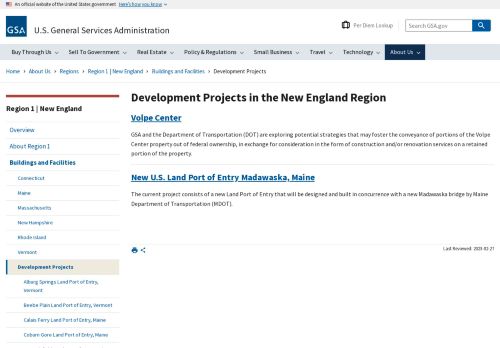 An official website of the United States government Here's how you know
GSA
U.S. General Services Administration
Per Diem Lookup
Search GSA.gov
Buy Through Us
Sell To Government
Real Estate
Policy & Regulations
Small Business
Travel
Technology
About Us
Home > About Us > Regions > Region 1 | New England > Buildings and Facilities > Development Projects
Region 1 | New England
Overview
About Region 1
Buildings and Facilities
Connecticut
Maine
Massachusetts
New Hampshire
Rhode Island
Vermont
Development Projects
Alburg Springs Land Port of Entry,
Vermont
Beebe Plain Land Port of Entry, Vermont
Calais Ferry Land Port of Entry, Maine
Coburn Gore Land Port of Entry, Maine
Development Projects in the New England Region
Volpe Center
GSA and the Department of Transportation (DOT) are exploring potential strategies that may foster the conveyance of portions of the Volpe
Center property out of federal ownership, in exchange for consideration in the form of construction and/or renovation services on a retained
portion of the property.
New U.S. Land Port of Entry Madawaska, Maine
The current project consists of a new Land Port of Entry that will be designed and built in concurrence with a new Madawaska bridge by Maine
Department of Transportation (MDOT).
Last Reviewed: 2023-02-21